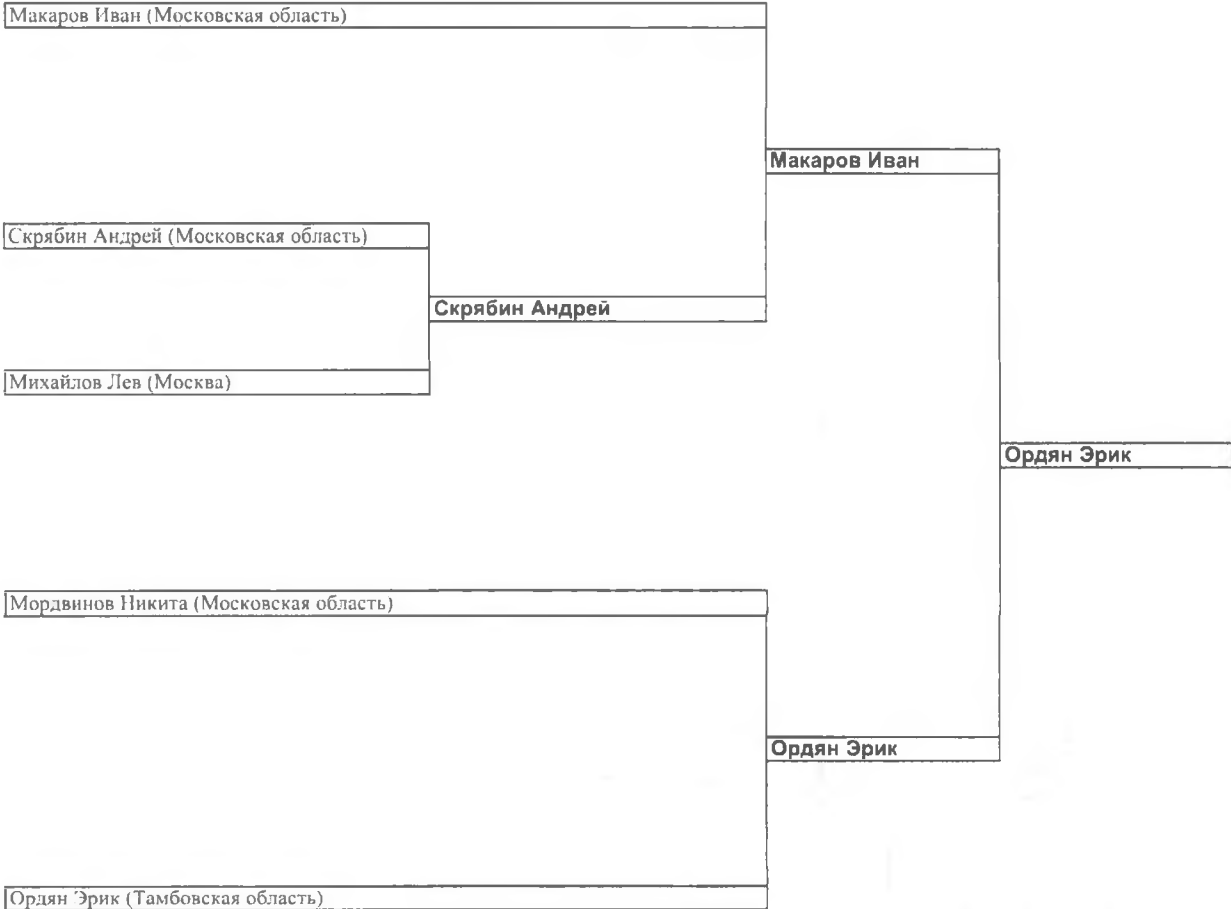 Макаров Иван (Московская область)
Макаров Иван
Скрябин Андрей (Московская область)
Скрябин Андрей
Михайлов Лев (Москва)
Ордян Эрик
Мордвинов Никита (Московская область)
Ордян Эрик
Ордян Эрик (Тамбовская область)